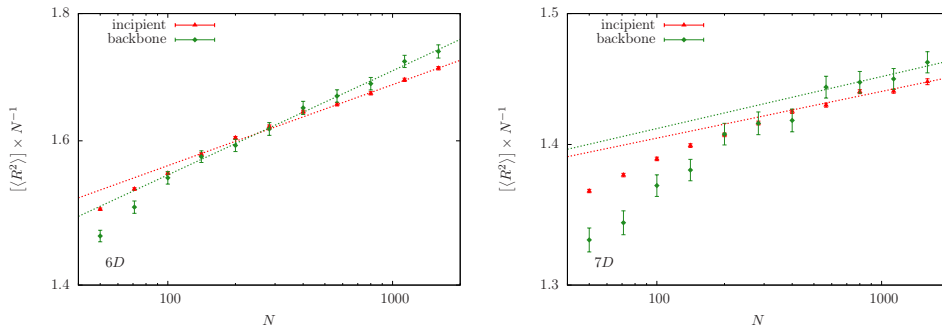 1.8
incipient
backbone
[⟨R²⟩] × N⁻¹
1.6
1.4
6D
100
1000
N
1.5
incipient
backbone
[⟨R²⟩] × N⁻¹
1.4
1.3
7D
100
1000
N